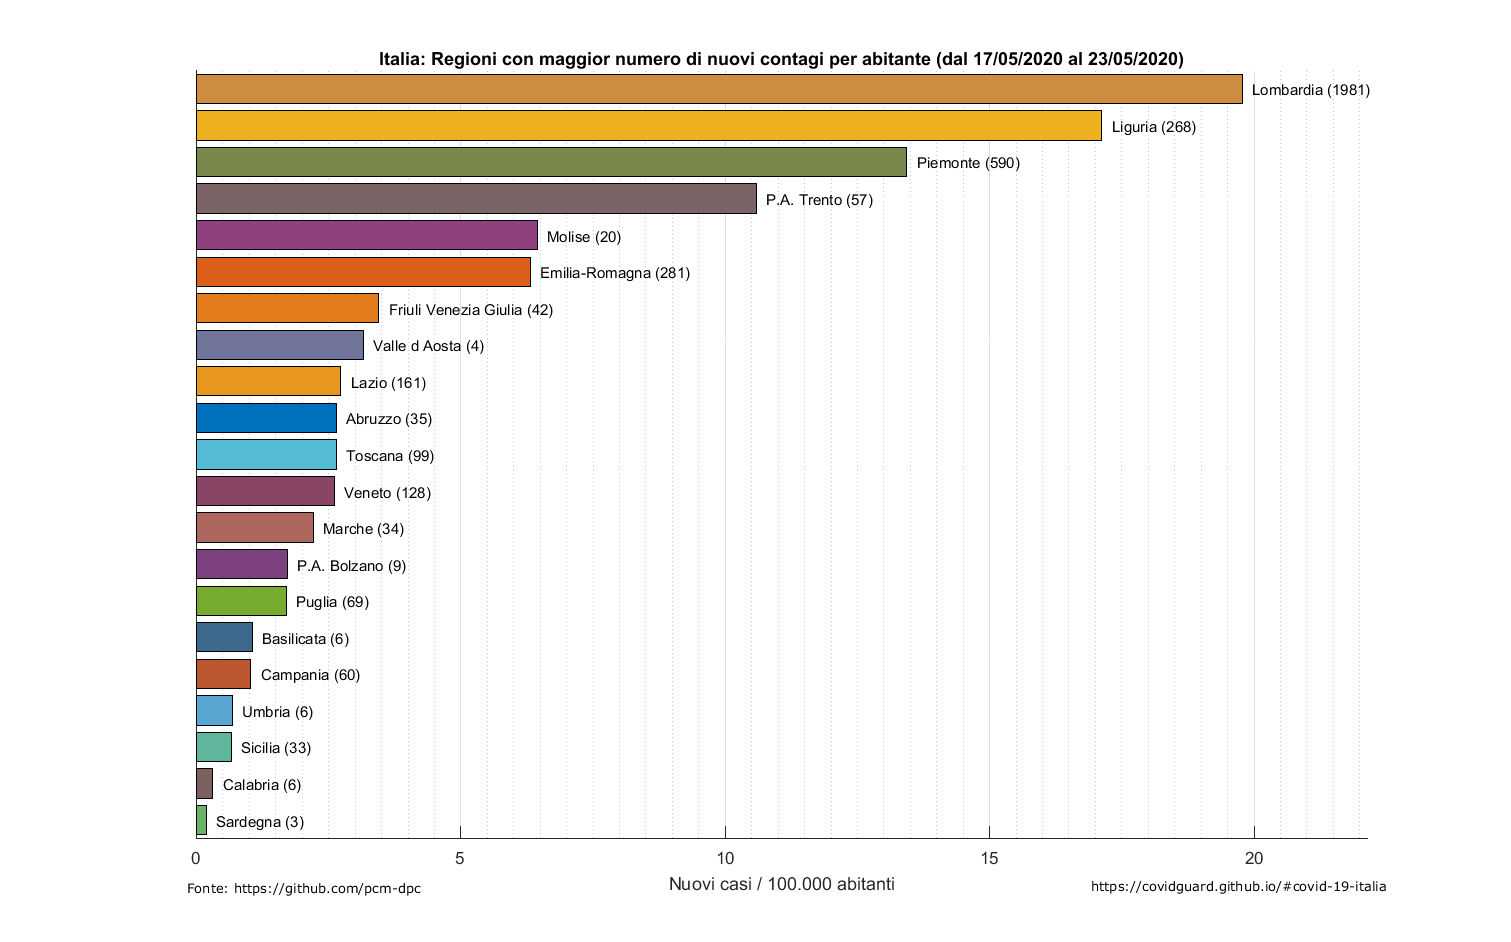 Italia: Regioni con maggior numero di nuovi contagi per abitante (dal 17/05/2020 al 23/05/2020)
Lombardia (1981)
Liguria (268)
Piemonte (590)
P.A. Trento (57)
Molise (20)
Emilia-Romagna (281)
Friuli Venezia Giulia (42)
Valle d Aosta (4)
Lazio (161)
Abruzzo (35)
Toscana (99)
Veneto (128)
Marche (34)
P.A. Bolzano (9)
Puglia (69)
Basilicata (6)
Campania (60)
Umbria (6)
Sicilia (33)
Calabria (6)
Sardegna (3)
0 5 10 15 20
Nuovi casi / 100.000 abitanti
Fonte: https://github.com/pcm-dpc
https://covidguard.github.io/#covid-19-italia